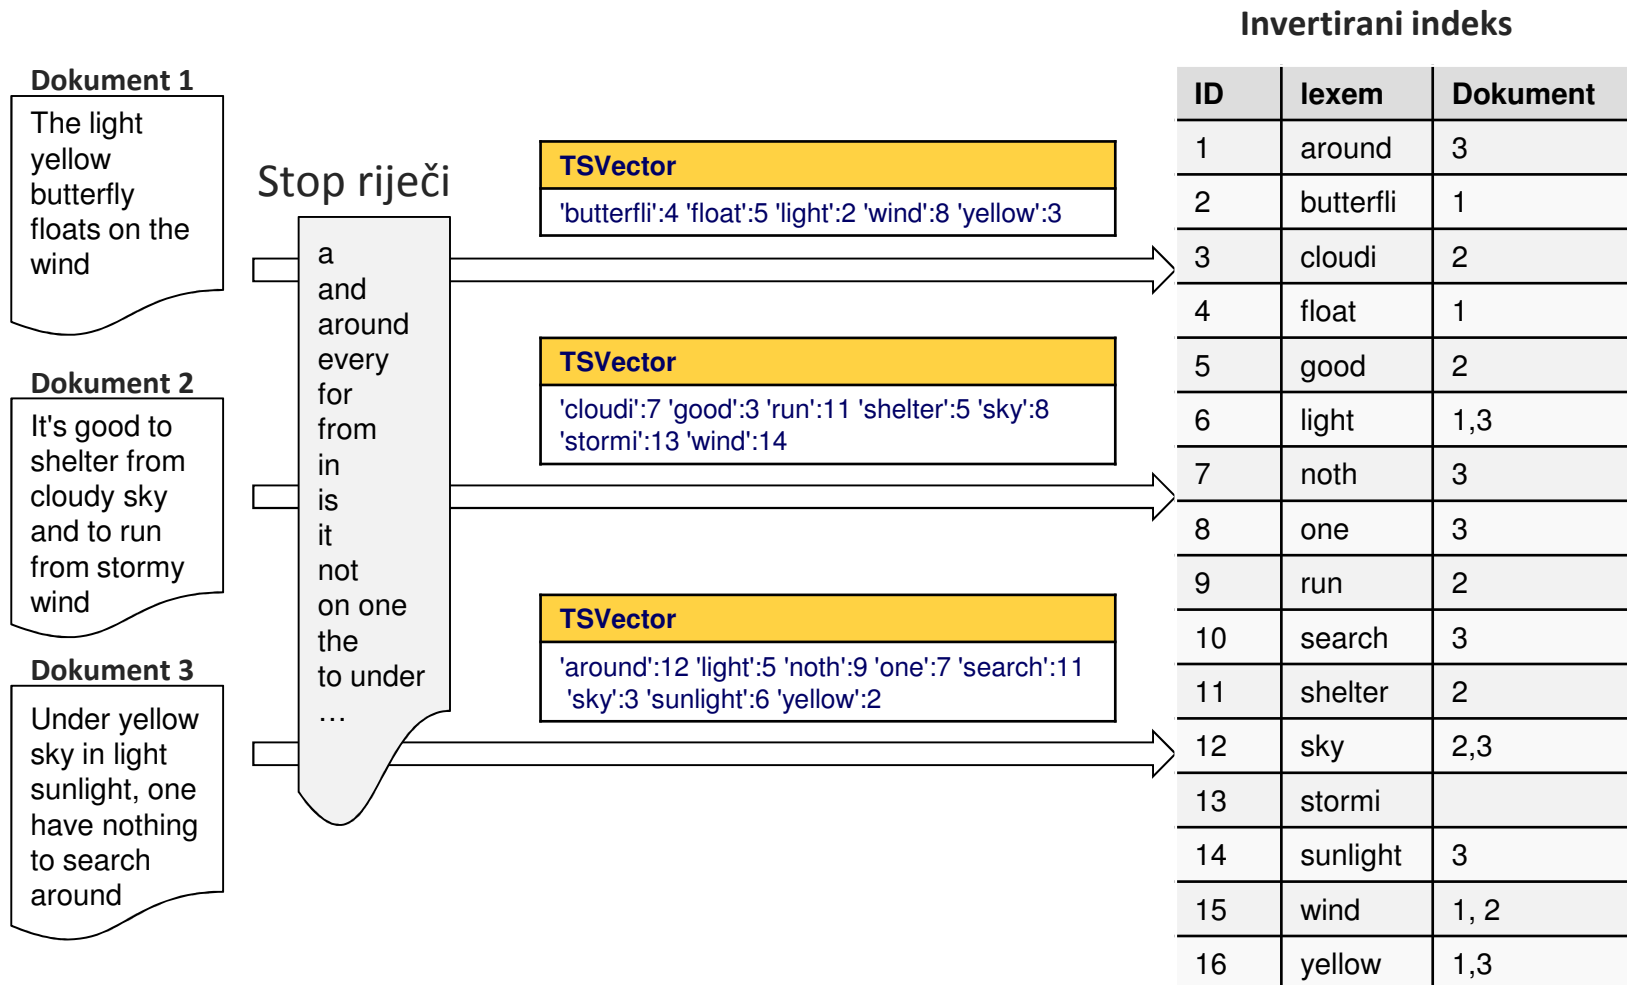 Invertirani indeks
Dokument 1
The light
yellow
butterfly
floats on the
wind
Dokument 2
It's good to
shelter from
cloudy sky
and to run
from stormy
wind
Dokument 3
Under yellow
sky in light
sunlight, one
have nothing
to search
around
Stop riječi
a
and
around
every
for
from
in
is
it
not
on one
the
to under
…
TSVector
'butterfli':4 'float':5 'light':2 'wind':8 'yellow':3
TSVector
'cloudi':7 'good':3 'run':11 'shelter':5 'sky':8
'stormi':13 'wind':14
TSVector
'around':12 'light':5 'noth':9 'one':7 'search':11
'sky':3 'sunlight':6 'yellow':2
ID lexem Dokument
1 around 3
2 butterfli 1
3 cloudi 2
4 float 1
5 good 2
6 light 1,3
7 noth 3
8 one 3
9 run 2
10 search 3
11 shelter 2
12 sky 2,3
13 stormi
14 sunlight 3
15 wind 1, 2
16 yellow 1,3